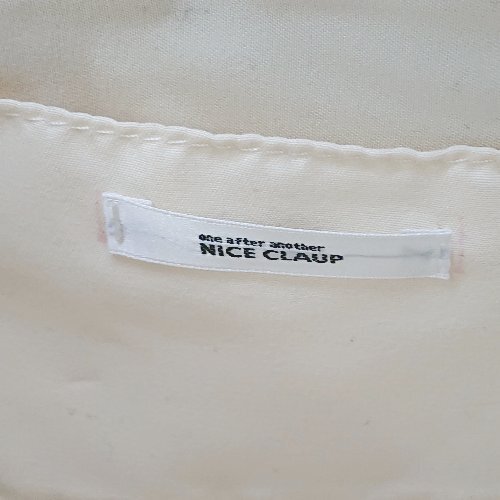 one after another
NICE CLAUP